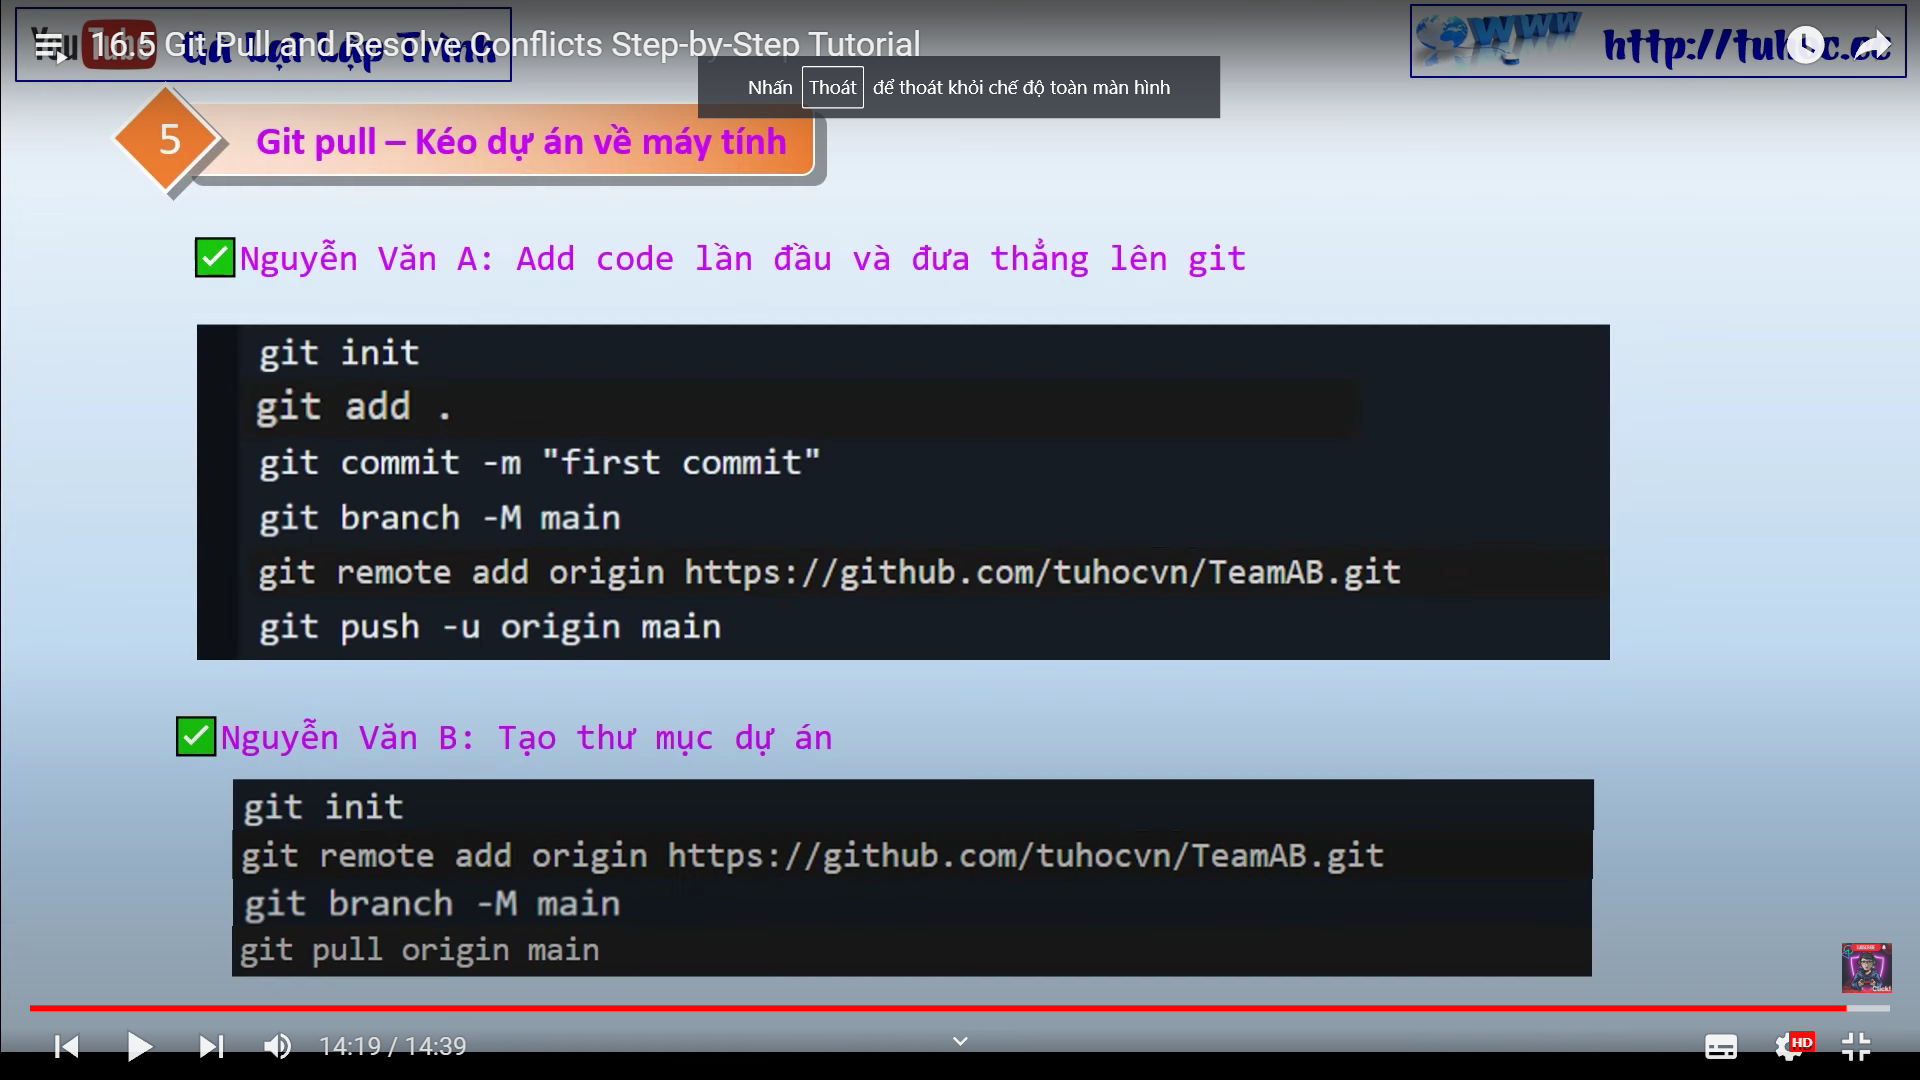 16.5 Git Pull and Resolve Conflicts Step-by-Step Tutorial
YouTube
WWW
Nhấn Thoát để thoát khỏi chế độ toàn màn hình
5 Git pull – Kéo dự án về máy tính
Nguyễn Văn A: Add code lần đầu và đưa thẳng lên git
git init
git add .
git commit -m "first commit"
git branch -M main
git remote add origin https://github.com/tuhocvn/TeamAB.git
git push -u origin main
Nguyễn Văn B: Tạo thư mục dự án
git init
git remote add origin https://github.com/tuhocvn/TeamAB.git
git branch -M main
git pull origin main
14:19 / 14:39
HD